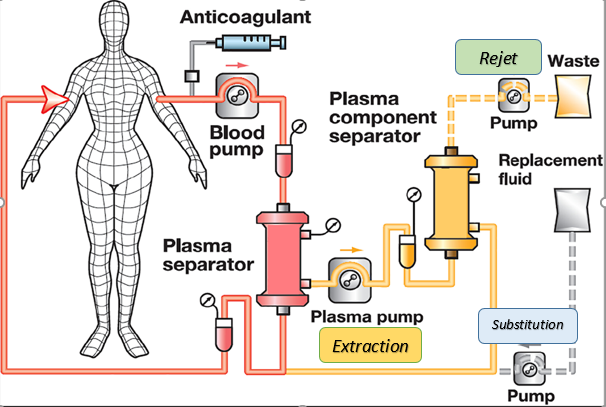 Anticoagulant
Blood
pump
Plasma
component
separator
Rejet
Waste
Pump
Replacement
fluid
Plasma
separator
Plasma pump
Extraction
Substitution
Pump